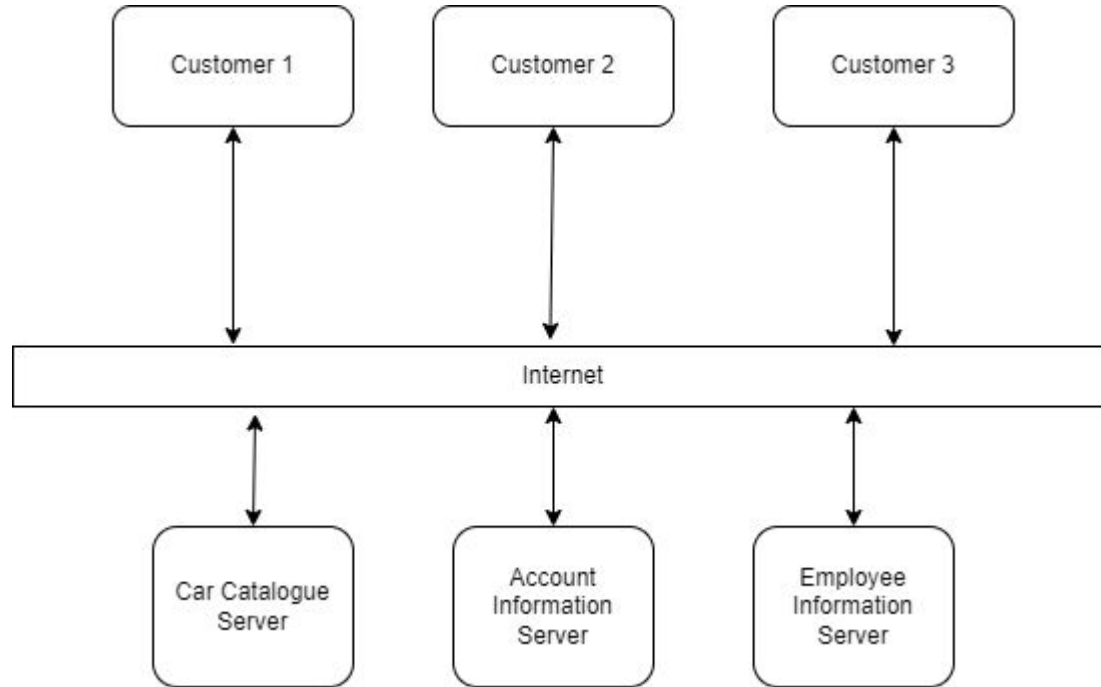 Customer 1
Customer 2
Customer 3
Internet
Car Catalogue
Server
Account
Information
Server
Employee
Information
Server